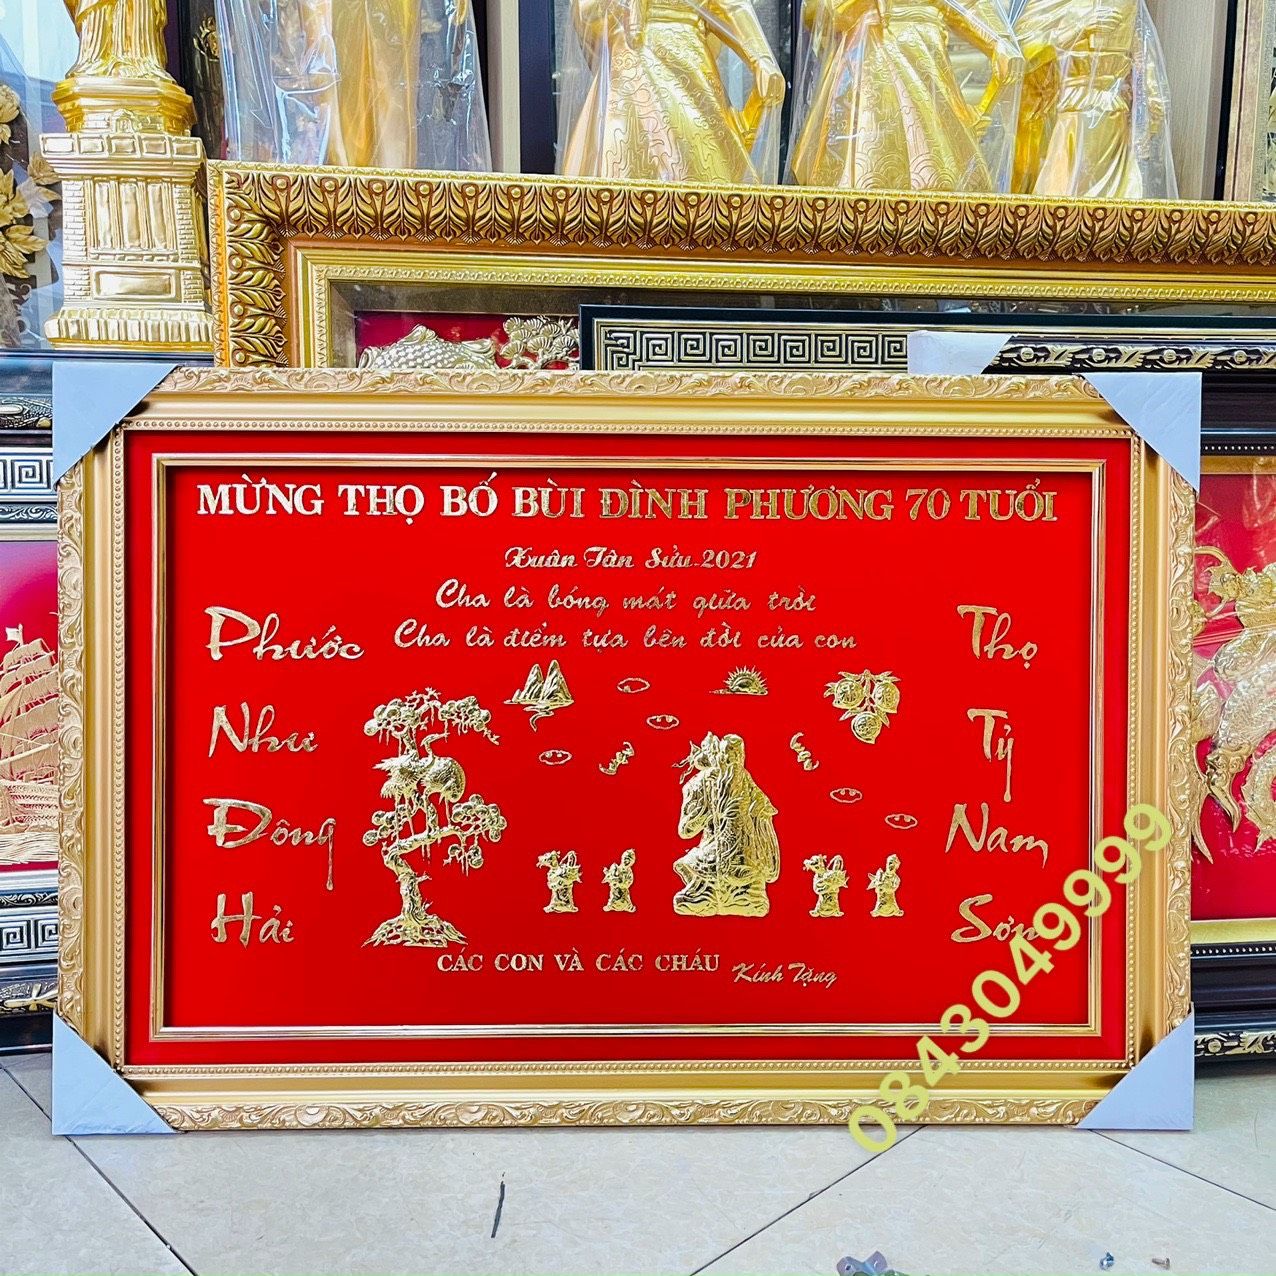 MỪNG THỌ BỐ BÙI ĐÌNH PHƯƠNG 70 TUỔI
Xuân Tân Sửu 2021
Cha là bóng mát giữa trời
Cha là điểm tựa bên đời của con
Phước
Như
Đông
Hải
Thọ
Tỷ
Nam
Sơn
CÁC CON VÀ CÁC CHÁU Kính Tặng
0843049999